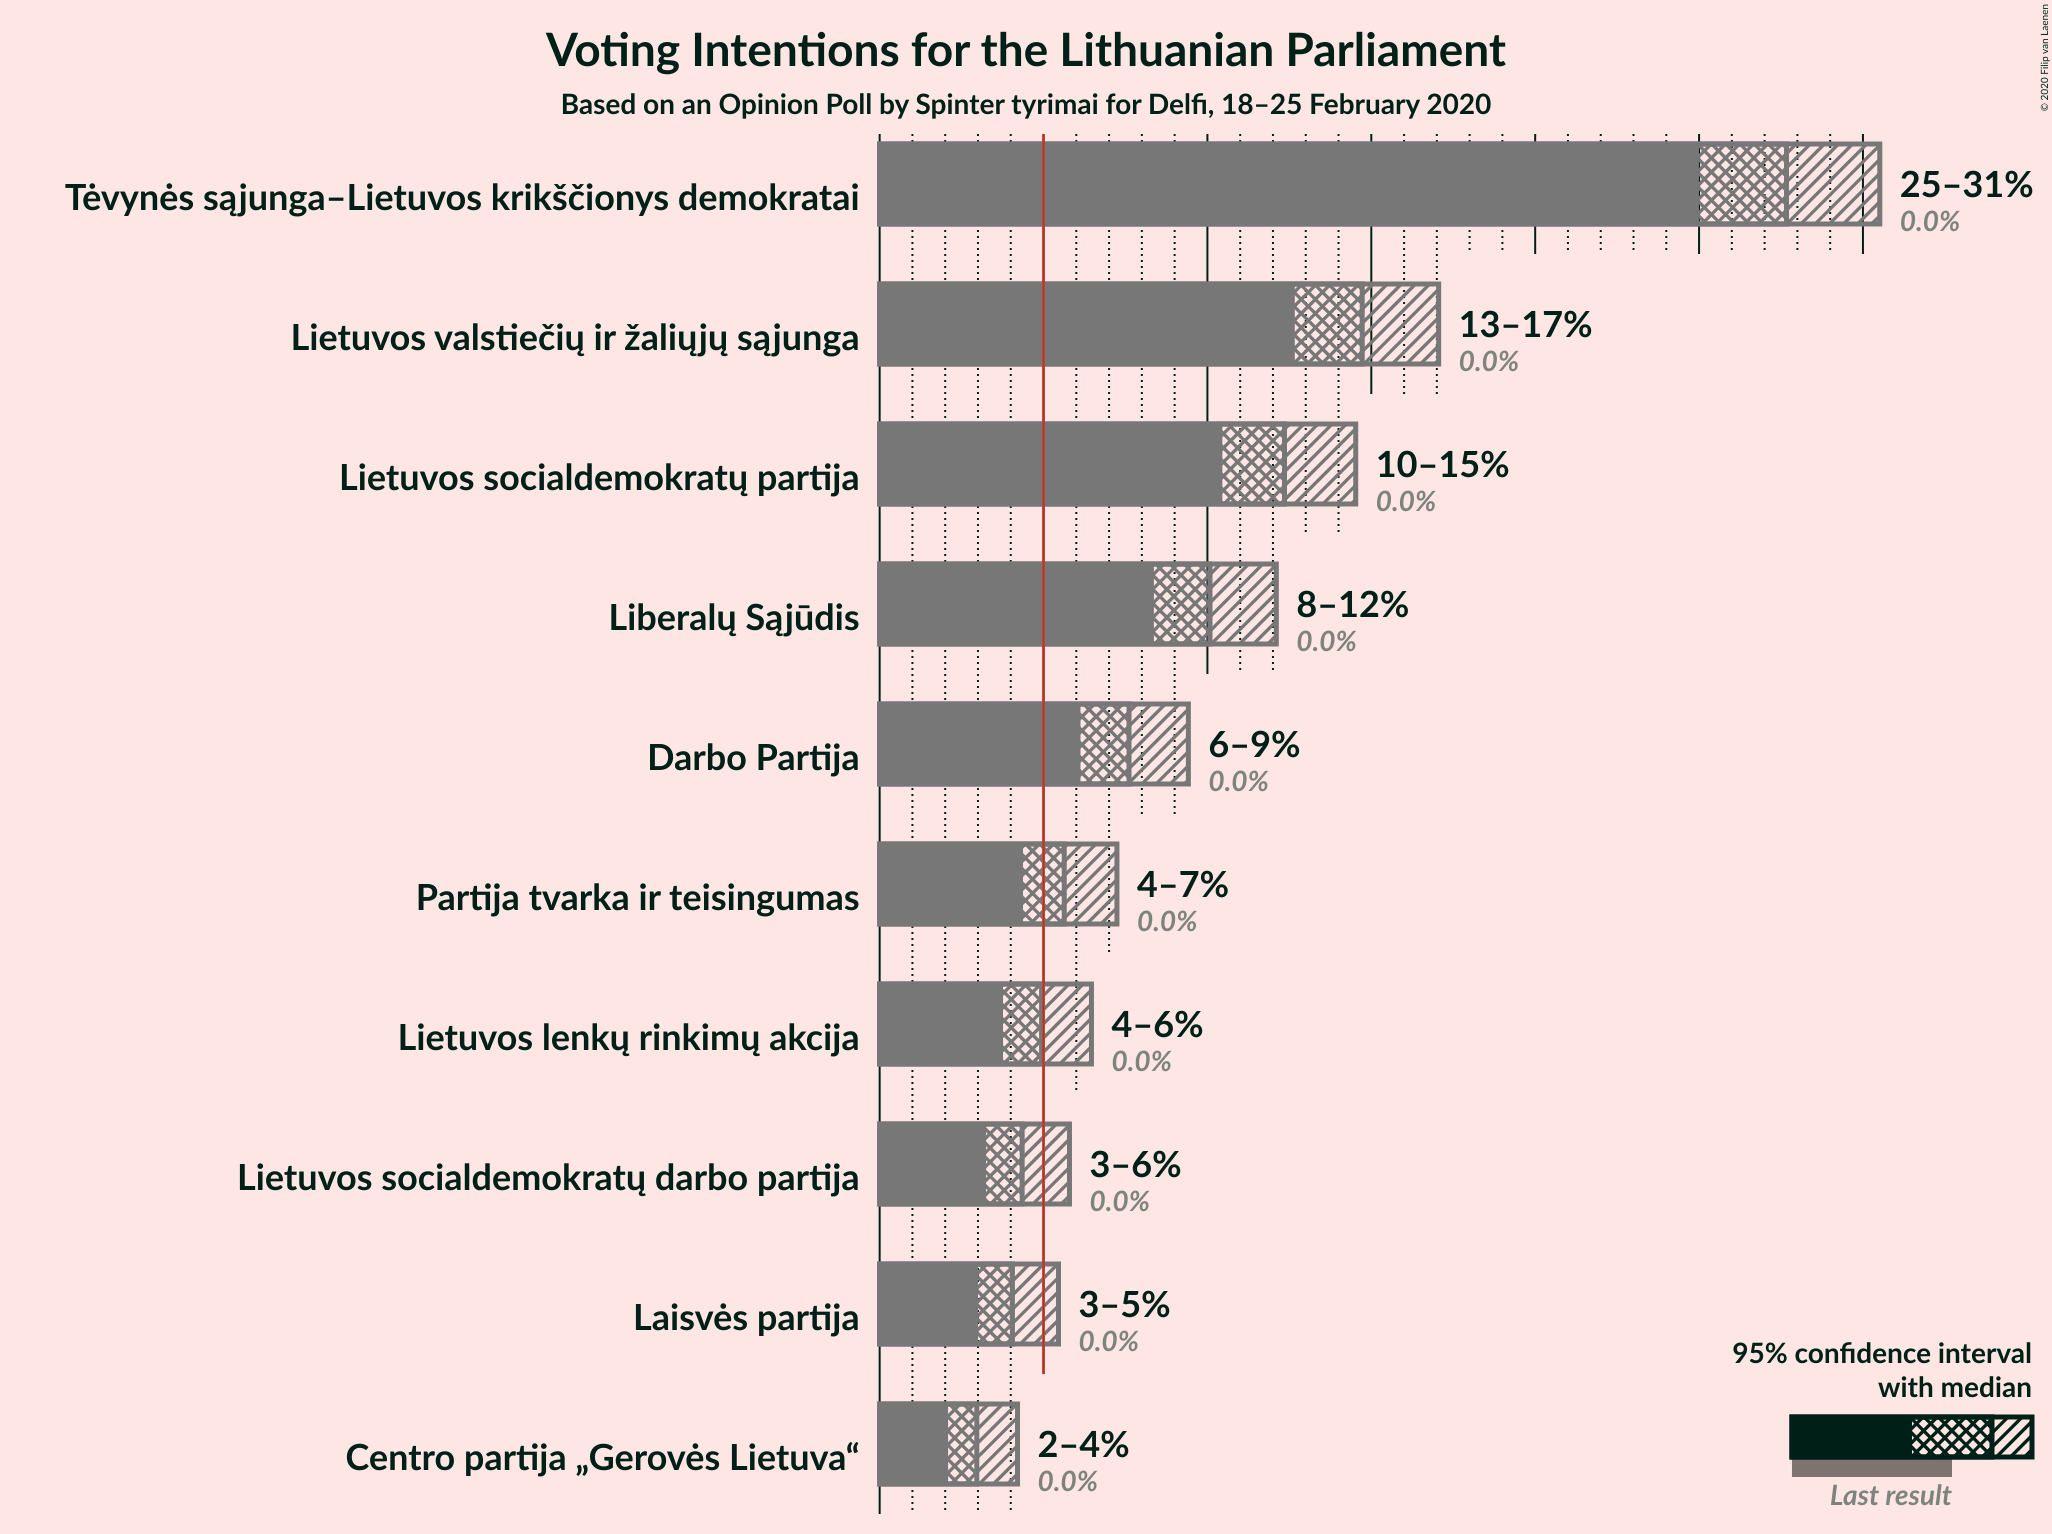 Voting Intentions for the Lithuanian Parliament
Based on an Opinion Poll by Spinter tyrimai for Delfi, 18–25 February 2020
© 2020 Filip van Laenen
Tėvynės sąjunga–Lietuvos krikščionys demokratai
25–31%
0.0%
Lietuvos valstiečių ir žaliųjų sąjunga
13–17%
0.0%
Lietuvos socialdemokratų partija
10–15%
0.0%
Liberalų Sąjūdis
8–12%
0.0%
Darbo Partija
6–9%
0.0%
Partija tvarka ir teisingumas
4–7%
0.0%
Lietuvos lenkų rinkimų akcija
4–6%
0.0%
Lietuvos socialdemokratų darbo partija
3–6%
0.0%
Laisvės partija
3–5%
0.0%
Centro partija „Gerovės Lietuva“
2–4%
0.0%
95% confidence interval
with median
Last result